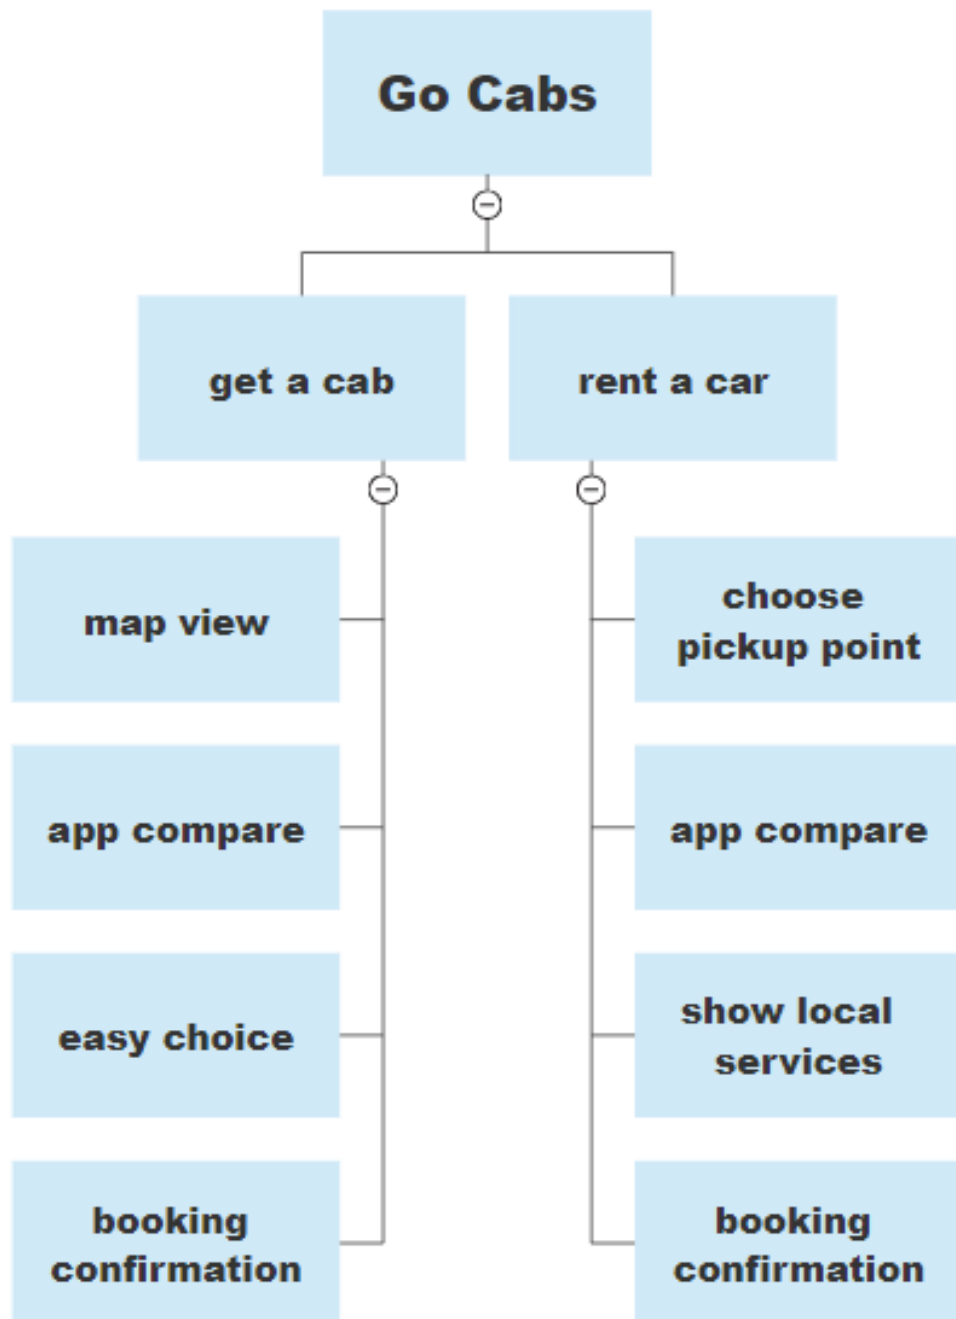 Go Cabs
get a cab
rent a car
map view
choose
pickup point
app compare
app compare
easy choice
show local
services
booking
confirmation
booking
confirmation